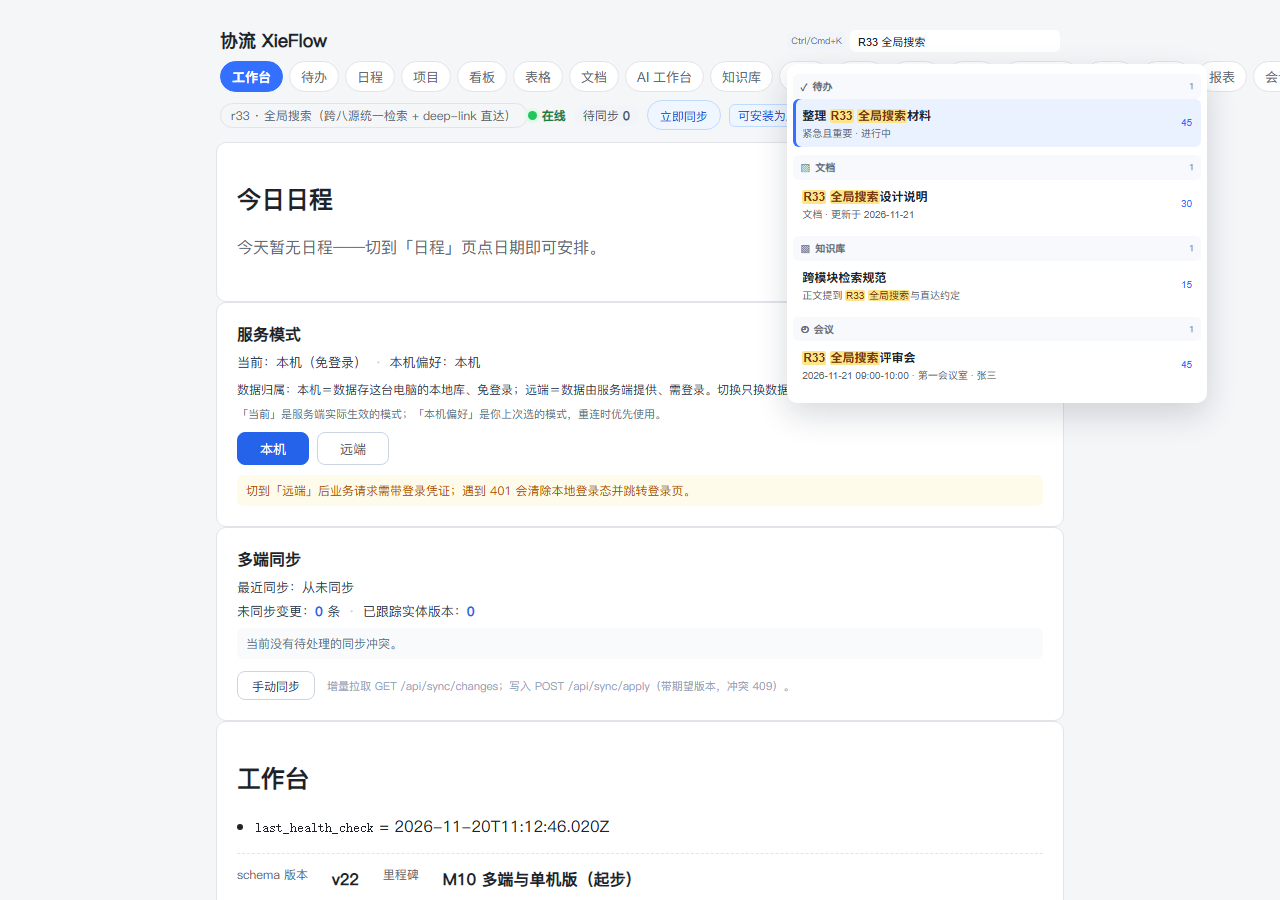 协流 XieFlow
Ctrl/Cmd+K
R33 全局搜索
工作台 待办 日程 项目 看板 表格 文档 AI 工作台 知识库 报表
r33 · 全局搜索（跨八源统一检索 + deep-link 直达） 在线 待同步 0 立即同步 可安装为
✓ 待办 1
整理 R33 全局搜索材料
紧急且重要 · 进行中
45
文档 1
R33 全局搜索设计说明
文档 · 更新于 2026-11-21
30
知识库 1
跨模块检索规范
正文提到 R33 全局搜索与直达约定
15
会议 1
R33 全局搜索评审会
2026-11-21 09:00-10:00 · 第一会议室 · 张三
45
今日日程
今天暂无日程——切到「日程」页点日期即可安排。
服务模式
当前：本机（免登录） · 本机偏好：本机
数据归属：本机＝数据存这台电脑的本地库、免登录；远端＝数据由服务端提供、需登录。切换只换数据
「当前」是服务端实际生效的模式；「本机偏好」是你上次选的模式，重连时优先使用。
本机 远端
切到「远端」后业务请求需带登录凭证；遇到 401 会清除本地登录态并跳转登录页。
多端同步
最近同步：从未同步
未同步变更：0 条 · 已跟踪实体版本：0
当前没有待处理的同步冲突。
手动同步 增量拉取 GET /api/sync/changes；写入 POST /api/sync/apply（带期望版本，冲突 409）。
工作台
last_health_check = 2026-11-20T11:12:46.020Z
schema 版本 v22 里程碑 M10 多端与单机版（起步）